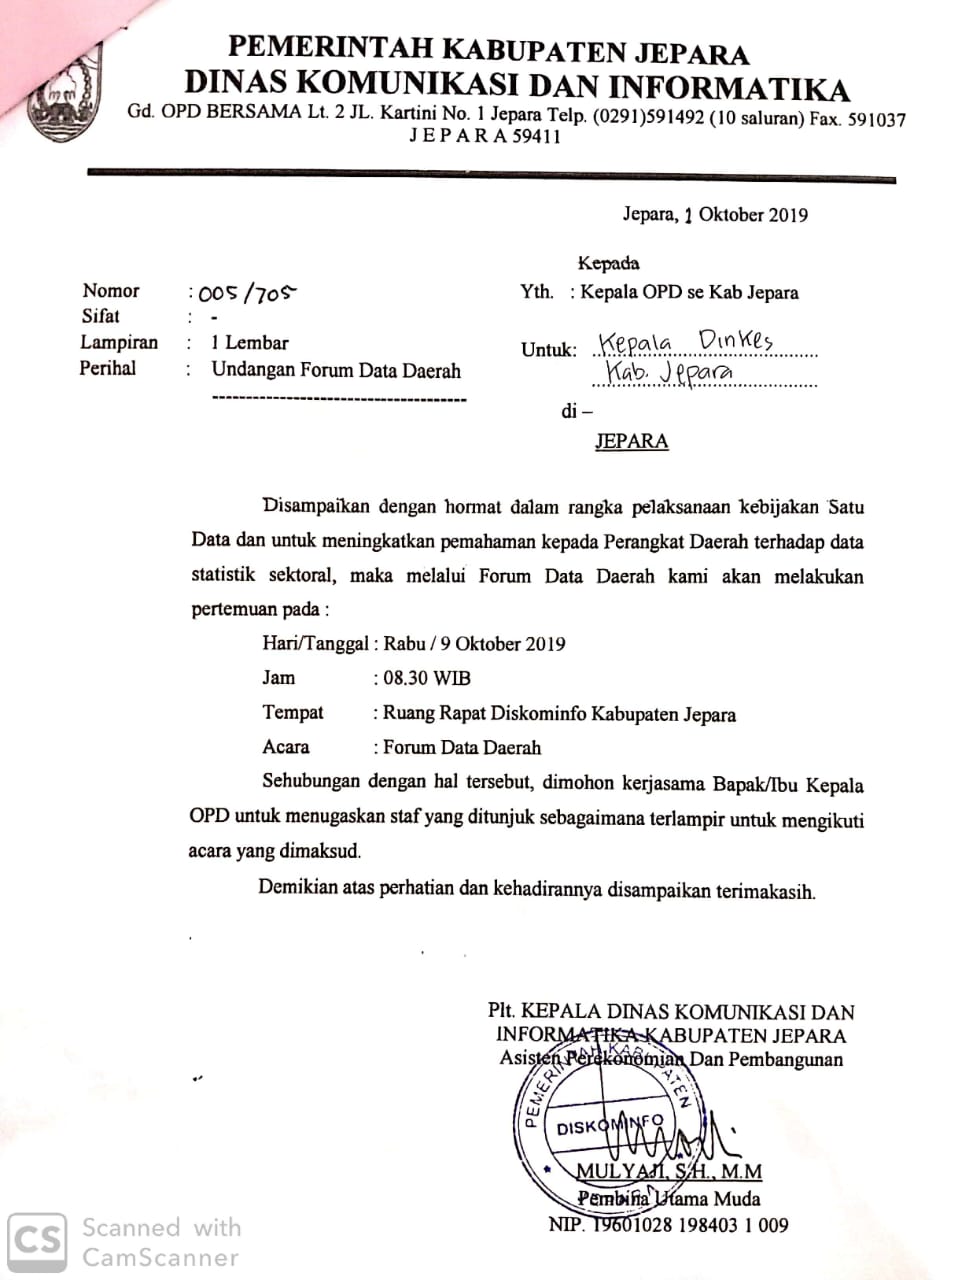 PEMERINTAH KABUPATEN JEPARA
DINAS KOMUNIKASI DAN INFORMATIKA
Gd. OPD BERSAMA Lt. 2 JL. Kartini No. 1 Jepara Telp. (0291)591492 (10 saluran) Fax. 591037
J E P A R A 59411
Jepara, 1 Oktober 2019
Kepada
Nomor : 005/705
Yth. : Kepala OPD se Kab Jepara
Sifat : -
Lampiran : 1 Lembar
Untuk: Kepala Dinkes
Perihal : Undangan Forum Data Daerah
Kab. Jepara
di –
JEPARA
Disampaikan dengan hormat dalam rangka pelaksanaan kebijakan Satu
Data dan untuk meningkatkan pemahaman kepada Perangkat Daerah terhadap data
statistik sektoral, maka melalui Forum Data Daerah kami akan melakukan
pertemuan pada :
Hari/Tanggal : Rabu / 9 Oktober 2019
Jam : 08.30 WIB
Tempat : Ruang Rapat Diskominfo Kabupaten Jepara
Acara : Forum Data Daerah
Sehubungan dengan hal tersebut, dimohon kerjasama Bapak/Ibu Kepala
OPD untuk menugaskan staf yang ditunjuk sebagaimana terlampir untuk mengikuti
acara yang dimaksud.
Demikian atas perhatian dan kehadirannya disampaikan terimakasih.
Plt. KEPALA DINAS KOMUNIKASI DAN
INFORMATIKA KABUPATEN JEPARA
Asisten Perekonomian Dan Pembangunan
PEMERINTAH KABUPATEN
DISKOMINFO
MULYAJI, S.H., M.M
Pembina Utama Muda
NIP. 19601028 198403 1 009
CS Scanned with
CamScanner